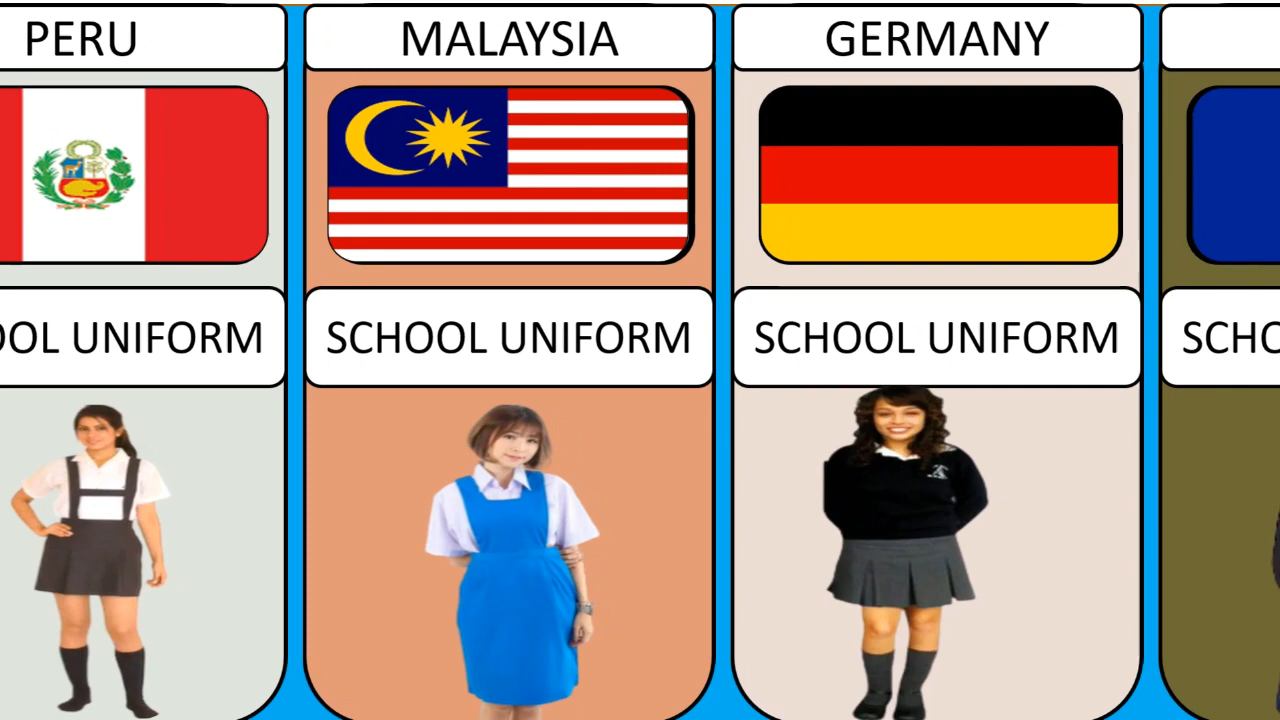 PERU
MALAYSIA
GERMANY
OOL UNIFORM
SCHOOL UNIFORM
SCHOOL UNIFORM
SCHO